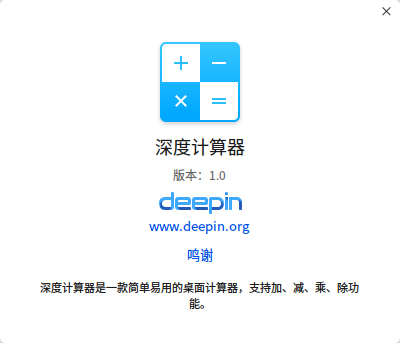 深度计算器
版本：1.0
deepin
www.deepin.org
鸣谢
深度计算器是一款简单易用的桌面计算器，支持加、减、乘、除功
能。